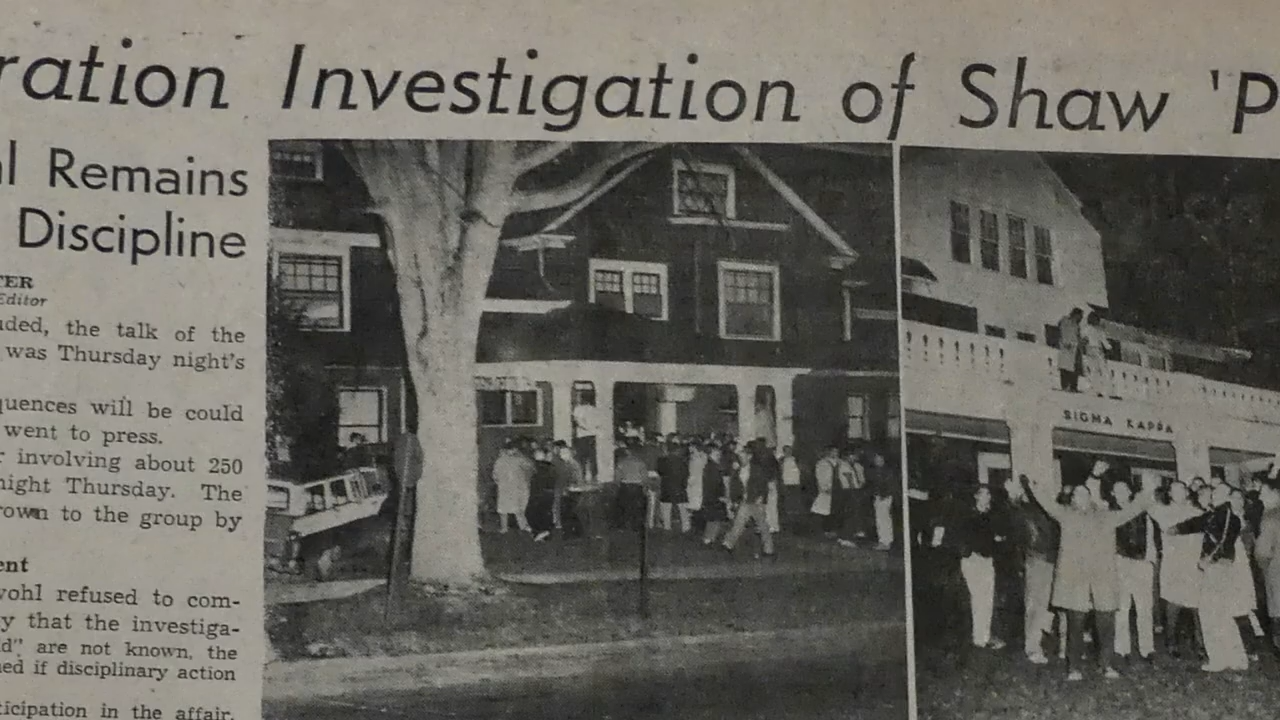 ration Investigation of Shaw 'P
l Remains
Discipline
TER
Editor
uded, the talk of the
was Thursday night's
quences will be could
went to press.
r involving about 250
night Thursday. The
rown to the group by
ent
wohl refused to com-
y that the investiga-
d" are not known, the
ned if disciplinary action
ticipation in the affair.
SIGMA KAPPA